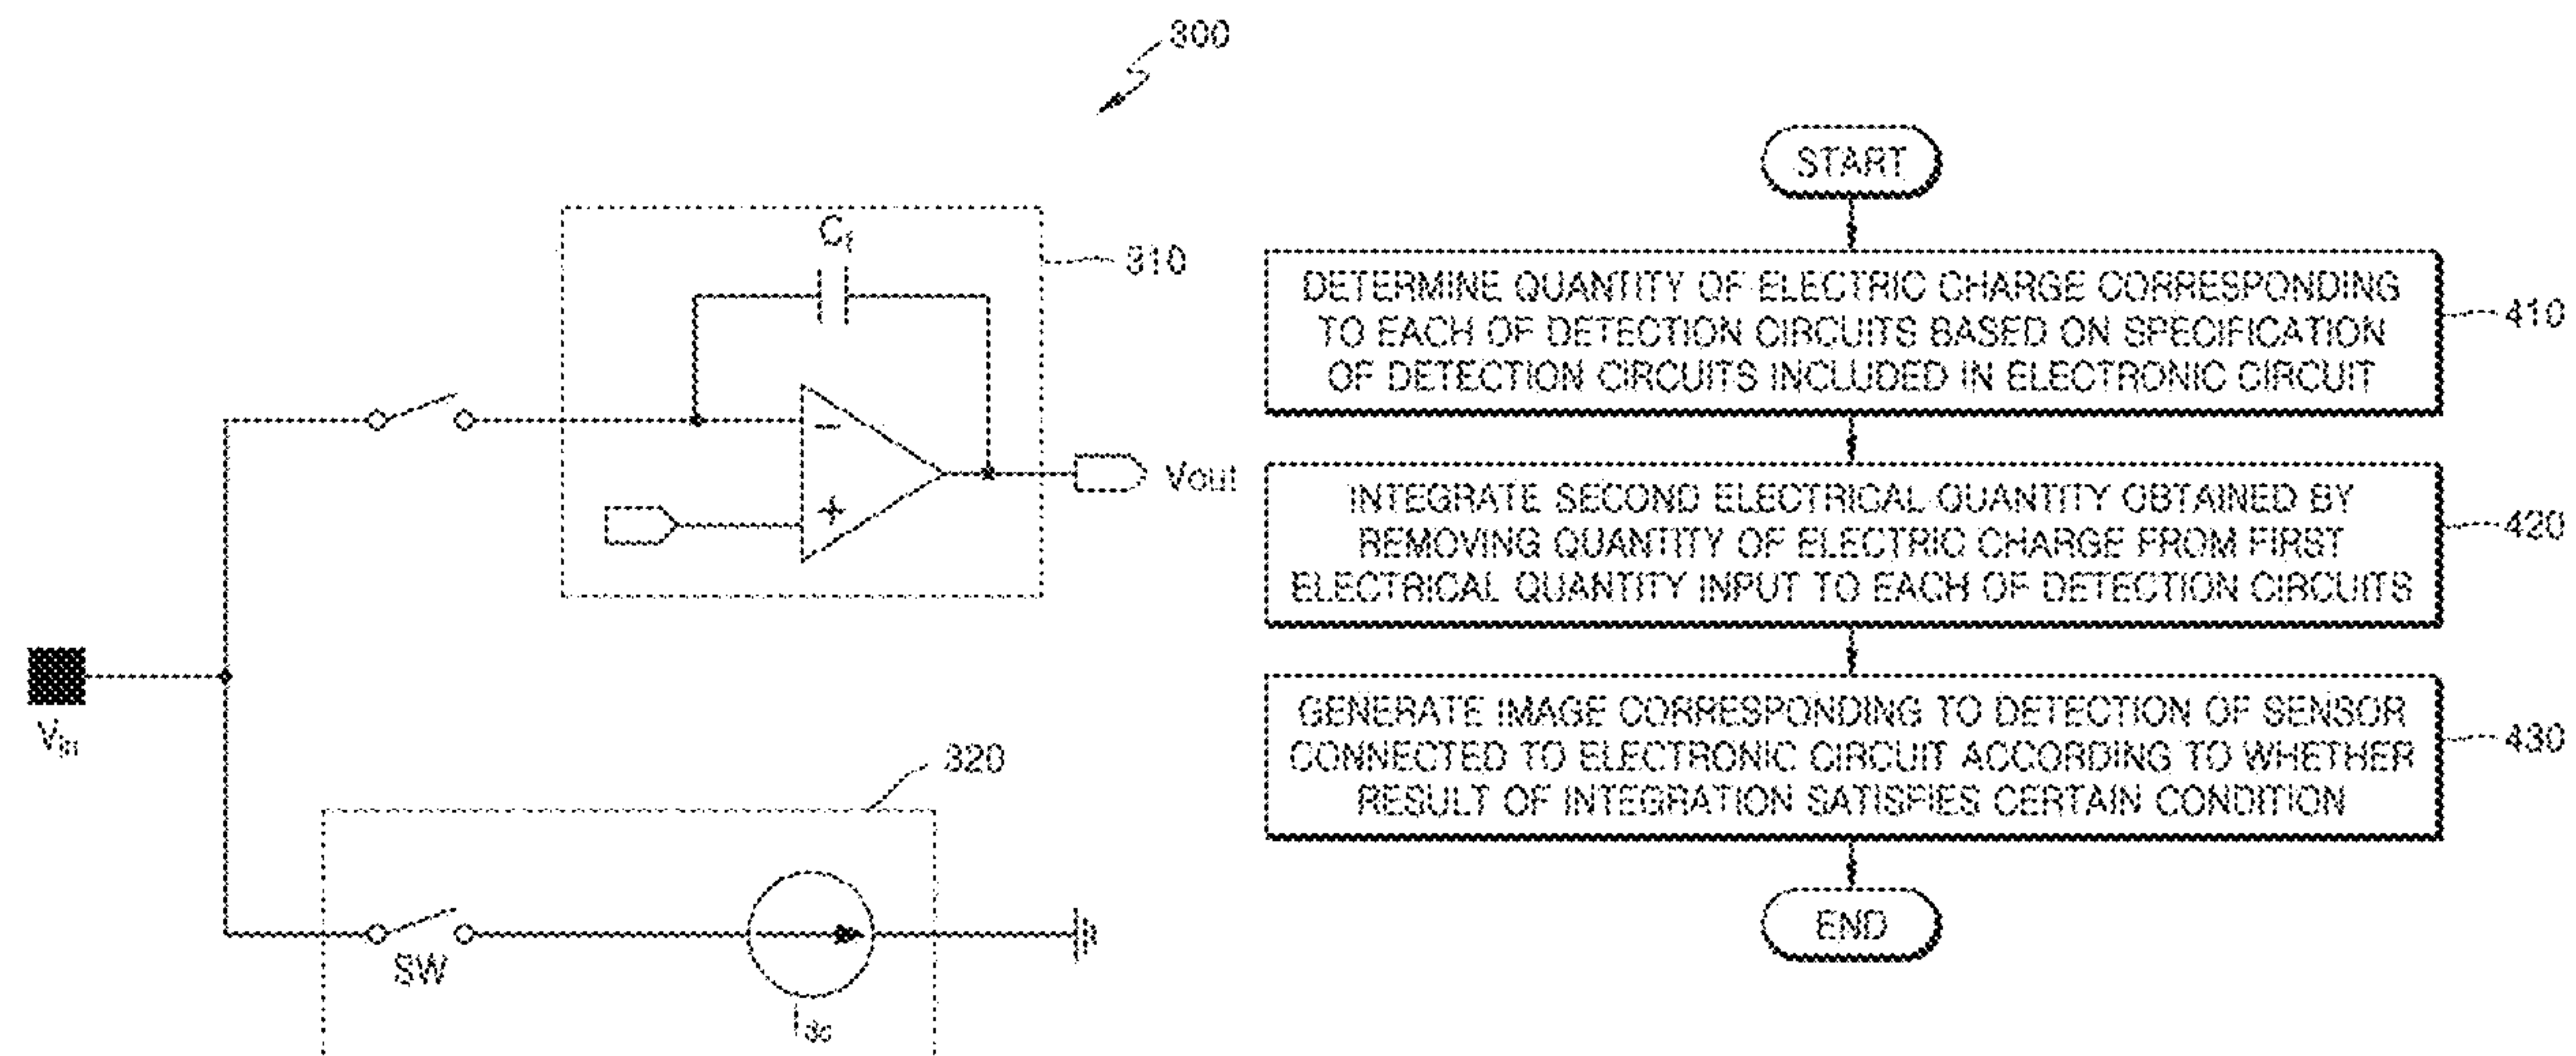 300
Cf
310
−
+
Vout
Vin
320
SW
Idc
START
DETERMINE QUANTITY OF ELECTRIC CHARGE CORRESPONDING
TO EACH OF DETECTION CIRCUITS BASED ON SPECIFICATION
OF DETECTION CIRCUITS INCLUDED IN ELECTRONIC CIRCUIT
410
INTEGRATE SECOND ELECTRICAL QUANTITY OBTAINED BY
REMOVING QUANTITY OF ELECTRIC CHARGE FROM FIRST
ELECTRICAL QUANTITY INPUT TO EACH OF DETECTION CIRCUITS
420
GENERATE IMAGE CORRESPONDING TO DETECTION OF SENSOR
CONNECTED TO ELECTRONIC CIRCUIT ACCORDING TO WHETHER
RESULT OF INTEGRATION SATISFIES CERTAIN CONDITION
430
END